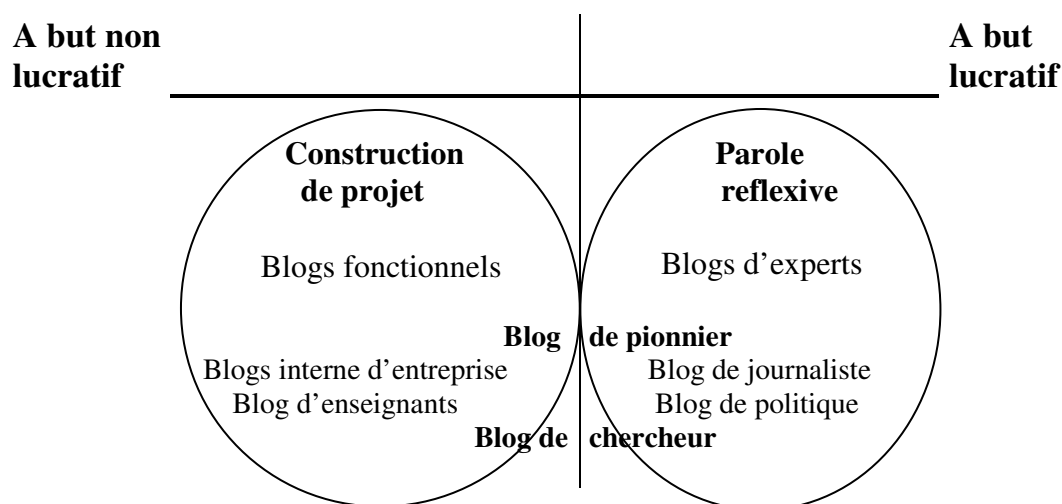 A but non
lucratif
A but
lucratif
Construction
de projet
Parole
reflexive
Blogs fonctionnels
Blogs d’experts
Blog de pionnier
Blogs interne d’entreprise
Blog de journaliste
Blog d’enseignants
Blog de politique
Blog de chercheur